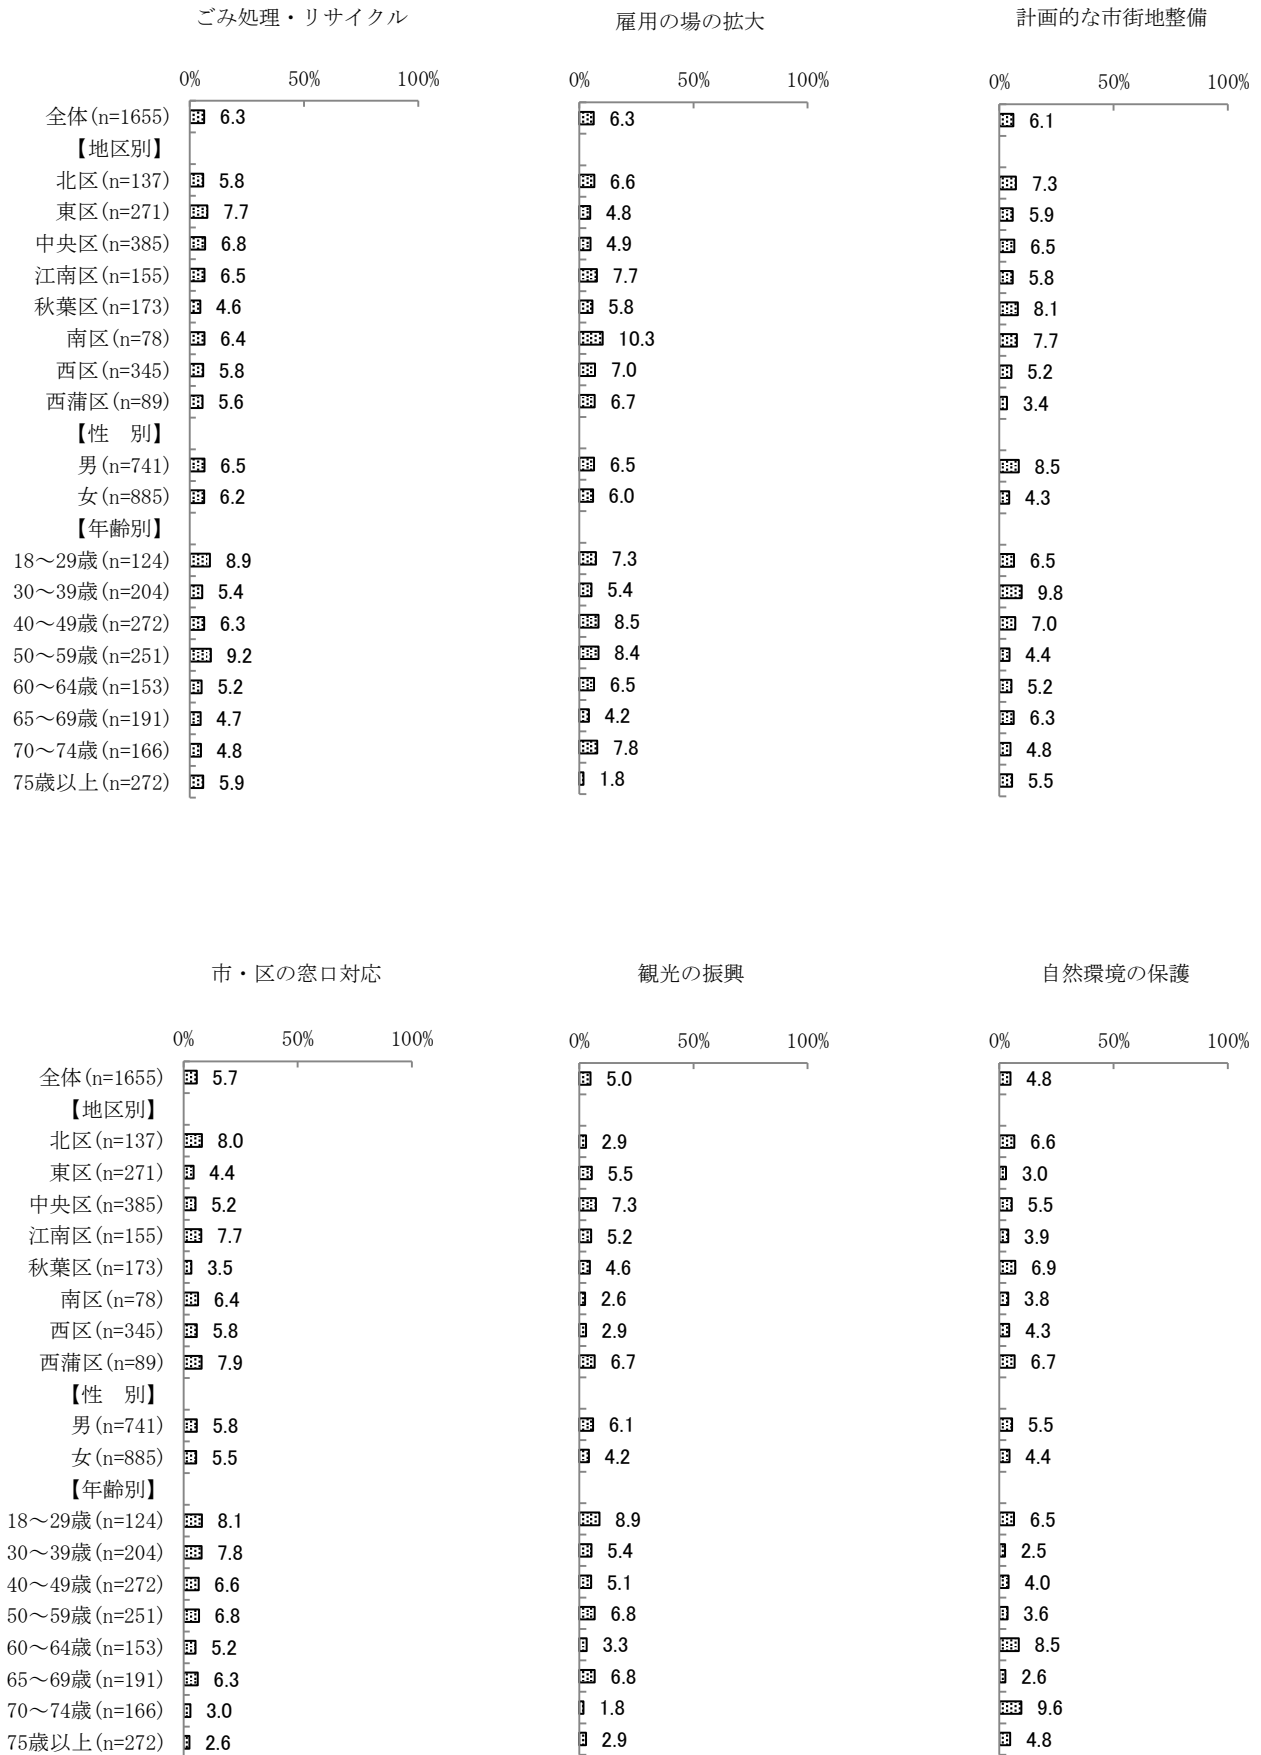 ごみ処理・リサイクル 雇用の場の拡大 計画的な市街地整備
0% 50% 100% 0% 50% 100% 0% 50% 100%
全体(n=1655) 6.3 6.3 6.1
【地区別】
北区(n=137) 5.8 6.6 7.3
東区(n=271) 7.7 4.8 5.9
中央区(n=385) 6.8 4.9 6.5
江南区(n=155) 6.5 7.7 5.8
秋葉区(n=173) 4.6 5.8 8.1
南区(n=78) 6.4 10.3 7.7
西区(n=345) 5.8 7.0 5.2
西蒲区(n=89) 5.6 6.7 3.4
【性 別】
男(n=741) 6.5 6.5 8.5
女(n=885) 6.2 6.0 4.3
【年齢別】
18～29歳(n=124) 8.9 7.3 6.5
30～39歳(n=204) 5.4 5.4 9.8
40～49歳(n=272) 6.3 8.5 7.0
50～59歳(n=251) 9.2 8.4 4.4
60～64歳(n=153) 5.2 6.5 5.2
65～69歳(n=191) 4.7 4.2 6.3
70～74歳(n=166) 4.8 7.8 4.8
75歳以上(n=272) 5.9 1.8 5.5
市・区の窓口対応 観光の振興 自然環境の保護
0% 50% 100% 0% 50% 100% 0% 50% 100%
全体(n=1655) 5.7 5.0 4.8
【地区別】
北区(n=137) 8.0 2.9 6.6
東区(n=271) 4.4 5.5 3.0
中央区(n=385) 5.2 7.3 5.5
江南区(n=155) 7.7 5.2 3.9
秋葉区(n=173) 3.5 4.6 6.9
南区(n=78) 6.4 2.6 3.8
西区(n=345) 5.8 2.9 4.3
西蒲区(n=89) 7.9 6.7 6.7
【性 別】
男(n=741) 5.8 6.1 5.5
女(n=885) 5.5 4.2 4.4
【年齢別】
18～29歳(n=124) 8.1 8.9 6.5
30～39歳(n=204) 7.8 5.4 2.5
40～49歳(n=272) 6.6 5.1 4.0
50～59歳(n=251) 6.8 6.8 3.6
60～64歳(n=153) 5.2 3.3 8.5
65～69歳(n=191) 6.3 6.8 2.6
70～74歳(n=166) 3.0 1.8 9.6
75歳以上(n=272) 2.6 2.9 4.8